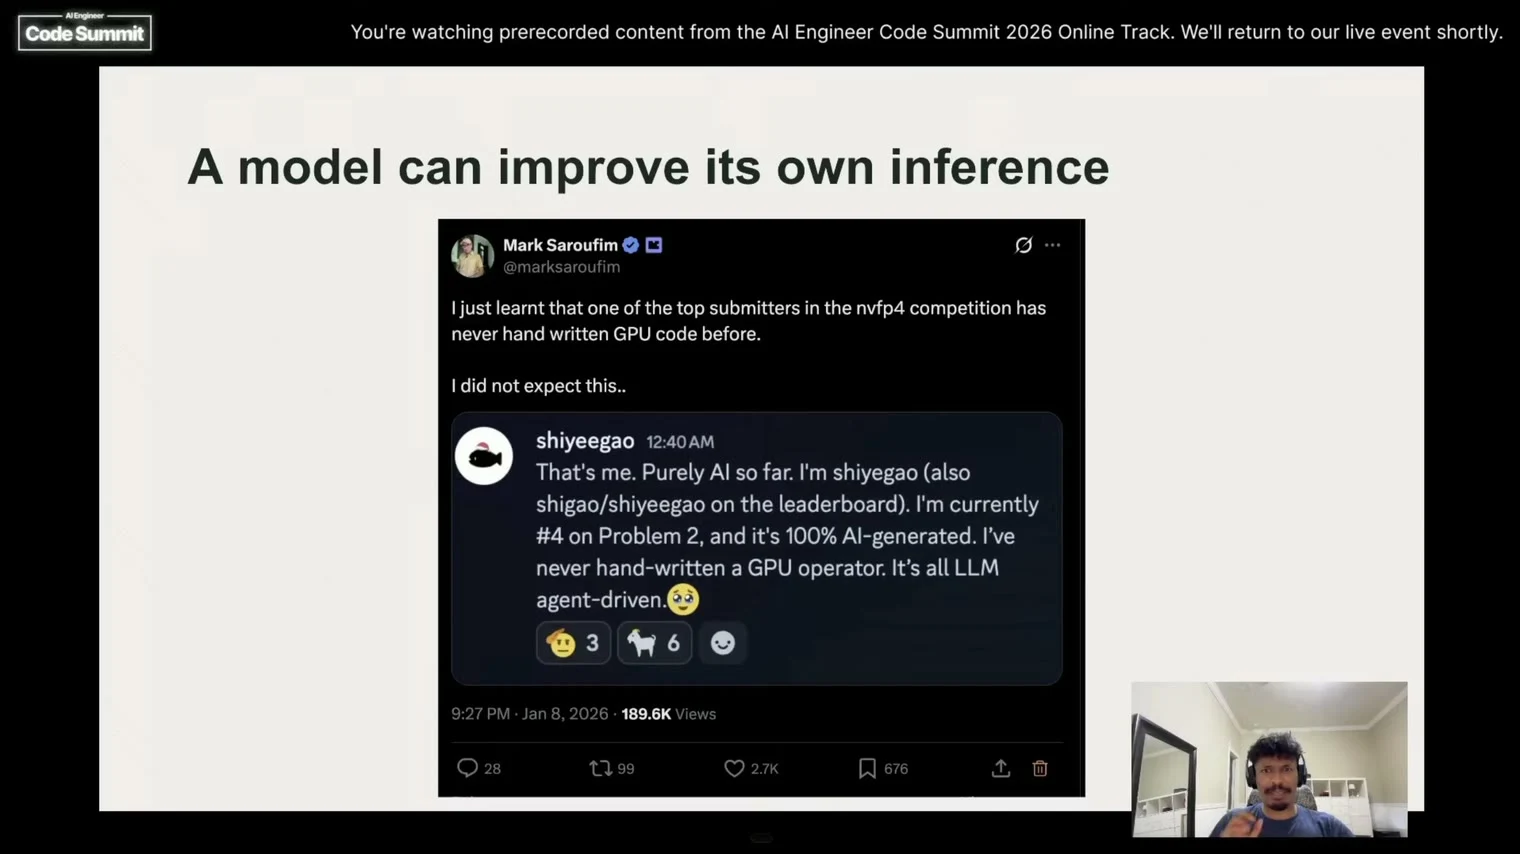 AI Engineer
Code Summit
You're watching prerecorded content from the AI Engineer Code Summit 2026 Online Track. We'll return to our live event shortly.
A model can improve its own inference
Mark Saroufim
@marksaroufim
I just learnt that one of the top submitters in the nvfp4 competition has
never hand written GPU code before.
I did not expect this..
shiyeegao 12:40 AM
That's me. Purely AI so far. I'm shiyegao (also
shigao/shiyeegao on the leaderboard). I'm currently
#4 on Problem 2, and it's 100% AI-generated. I've
never hand-written a GPU operator. It's all LLM
agent-driven.🥹
3 6
9:27 PM · Jan 8, 2026 · 189.6K Views
28 99 2.7K 676